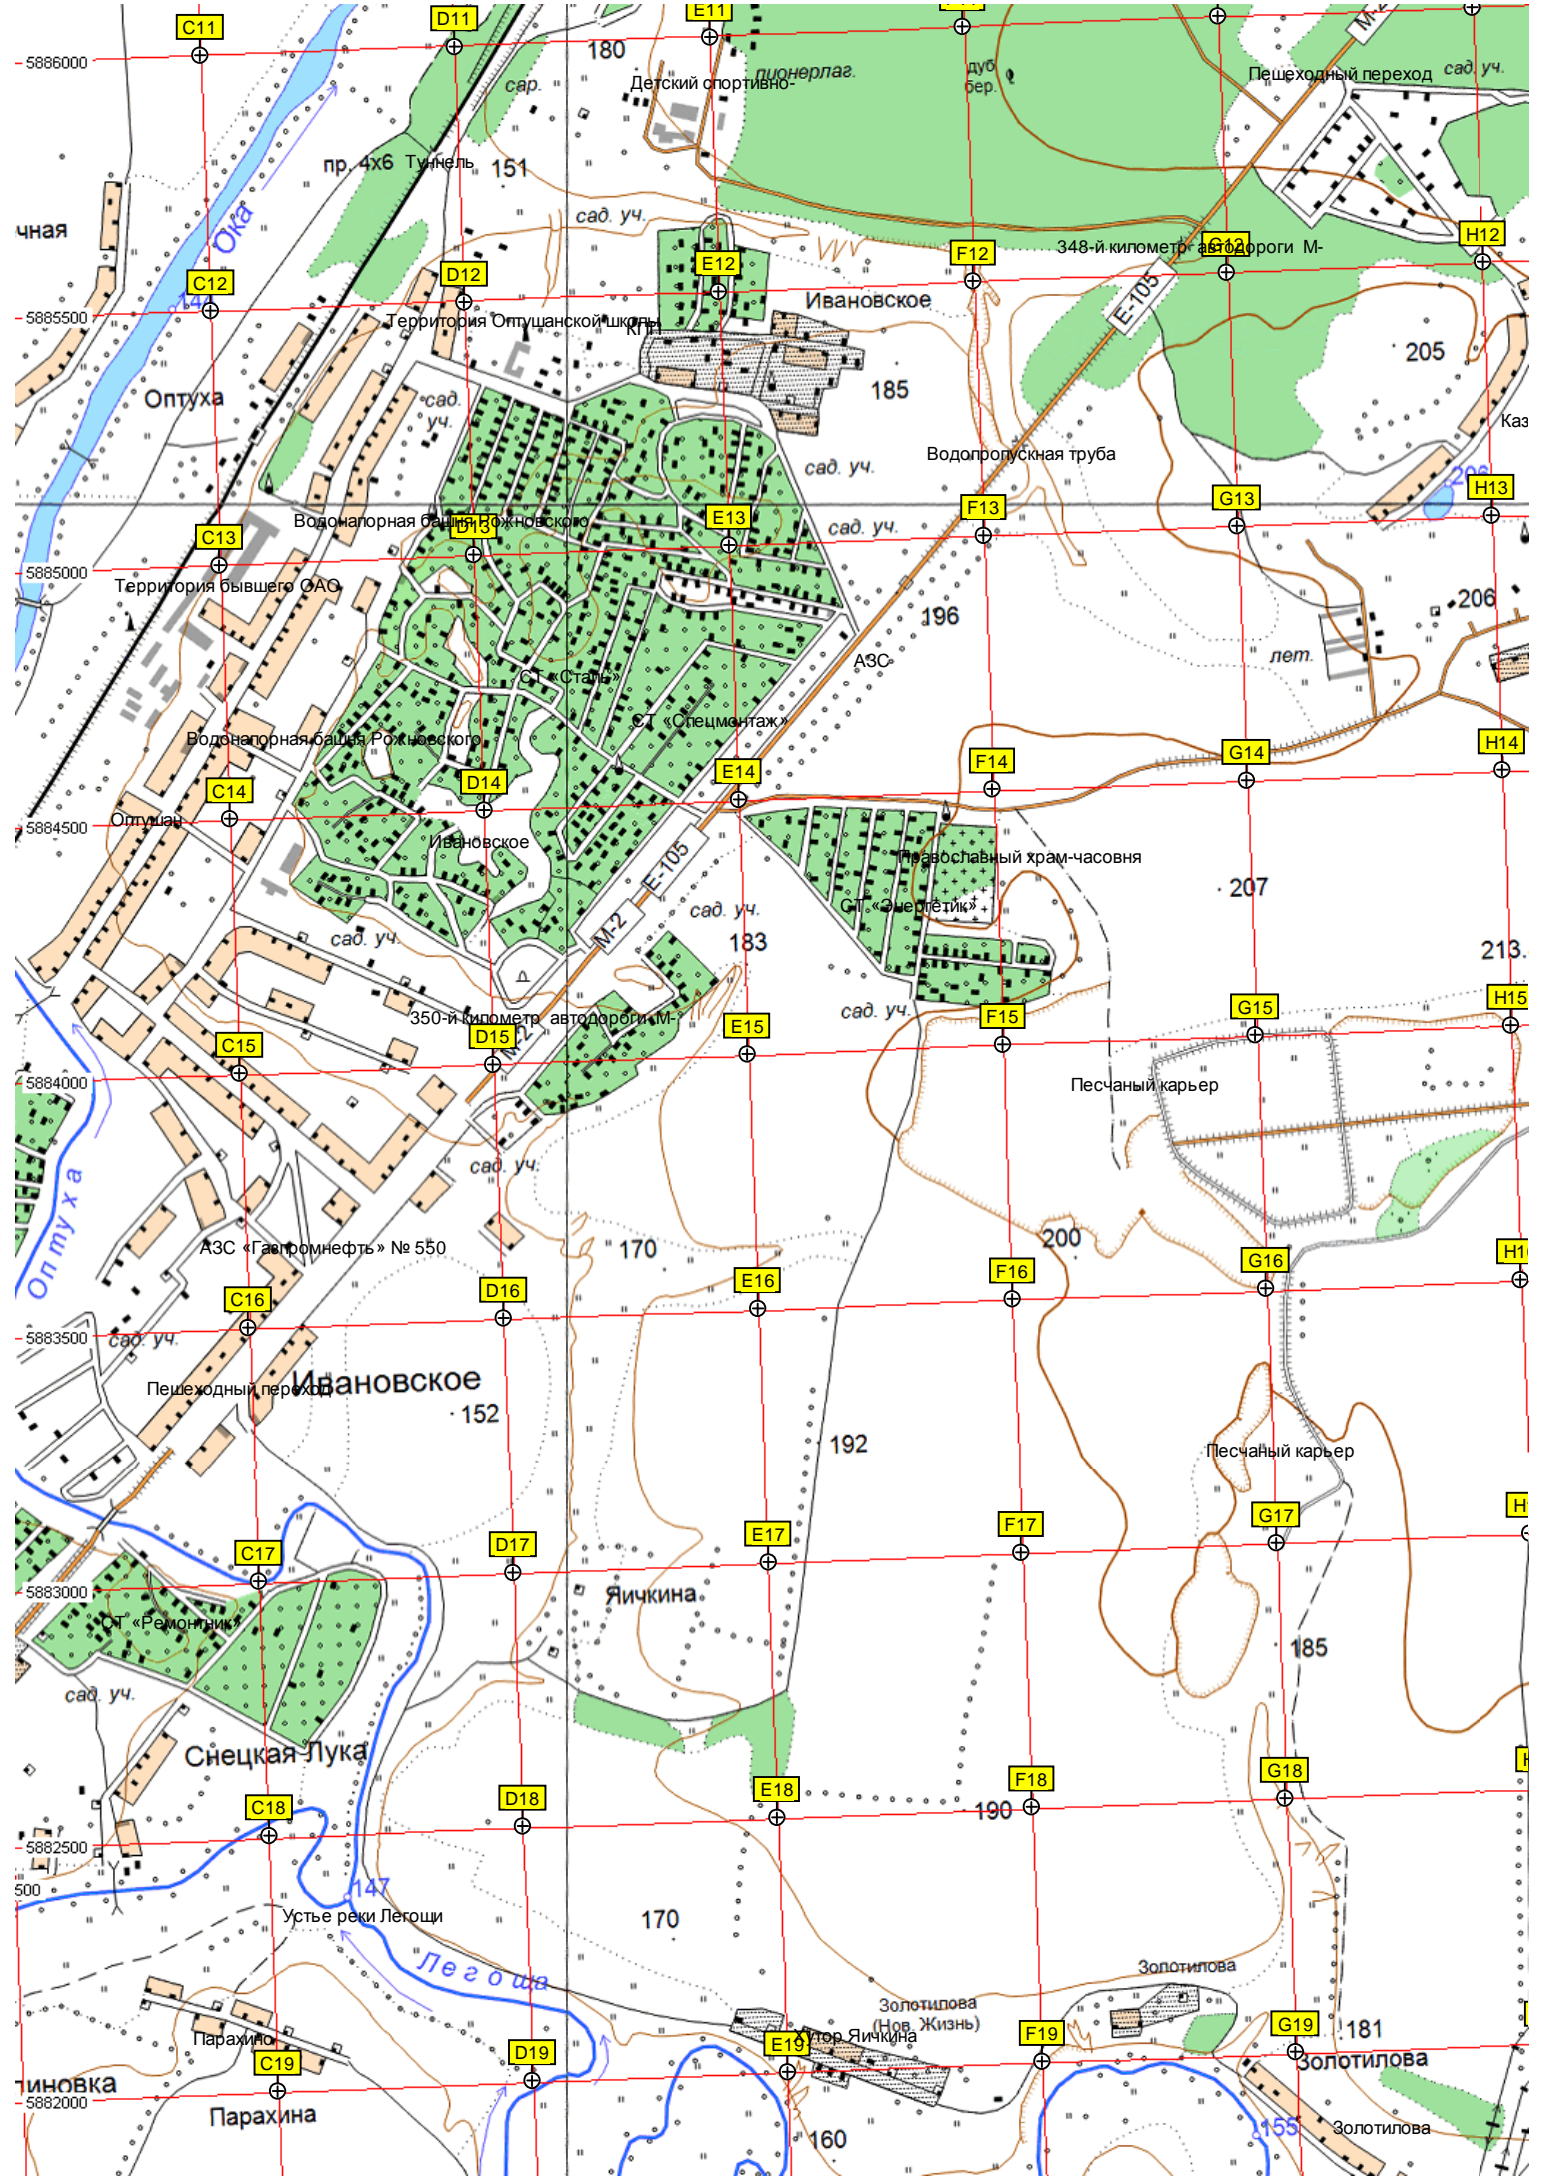 C11
D11
E11
5886000
180
пионерлаг.
Детский спортивно-
сар.
дуб
бер.
Пешеходный переход
сад. уч.
пр. 4х6
Туннель
151
сад. уч.
чная
Ока
C12
D12
E12
F12
G12
H12
348-й километр автодороги М-
Е-105
5885500
144
Ивановское
Территория Оптушанской школы
КПП
205
185
Оптуха
сад.
уч.
Каз
Водопропускная труба
сад. уч.
206
Водонапорная башня Рожновского
C13
D13
E13
F13
G13
H13
сад. уч.
5885000
Территория бывшего ОАО
196
206
лет.
АЗС
СТ «Сталь»
СТ «Спецмонтаж»
Водонапорная башня Рожновского
C14
D14
E14
F14
G14
H14
5884500
Оптушан
Ивановское
Е-105
Православный храм-часовня
207
СТ «Энергетик»
сад. уч.
М-2
сад. уч.
183
213.
сад. уч.
350-й километр автодороги М-
М-2
C15
D15
E15
F15
G15
H15
5884000
Песчаный карьер
сад. уч.
Оптуха
АЗС «Газпромнефть» № 550
170
200
C16
D16
E16
F16
G16
5883500
сад. уч.
Пешеходный переход
Ивановское
152
192
Песчаный карьер
C17
D17
E17
F17
G17
5883000
Яичкина
СТ «Ремонтник»
185
сад. уч.
Снецкая Лука
C18
D18
E18
F18
G18
190
5882500
500
147
Устье реки Легощи
170
Легоша
Золотилова
Золотилова
(Нов. Жизнь)
Парахино
Хутор Яичкина
181
C19
D19
E19
F19
G19
Золотилова
5882000
Парахина
Золотилова
155
160